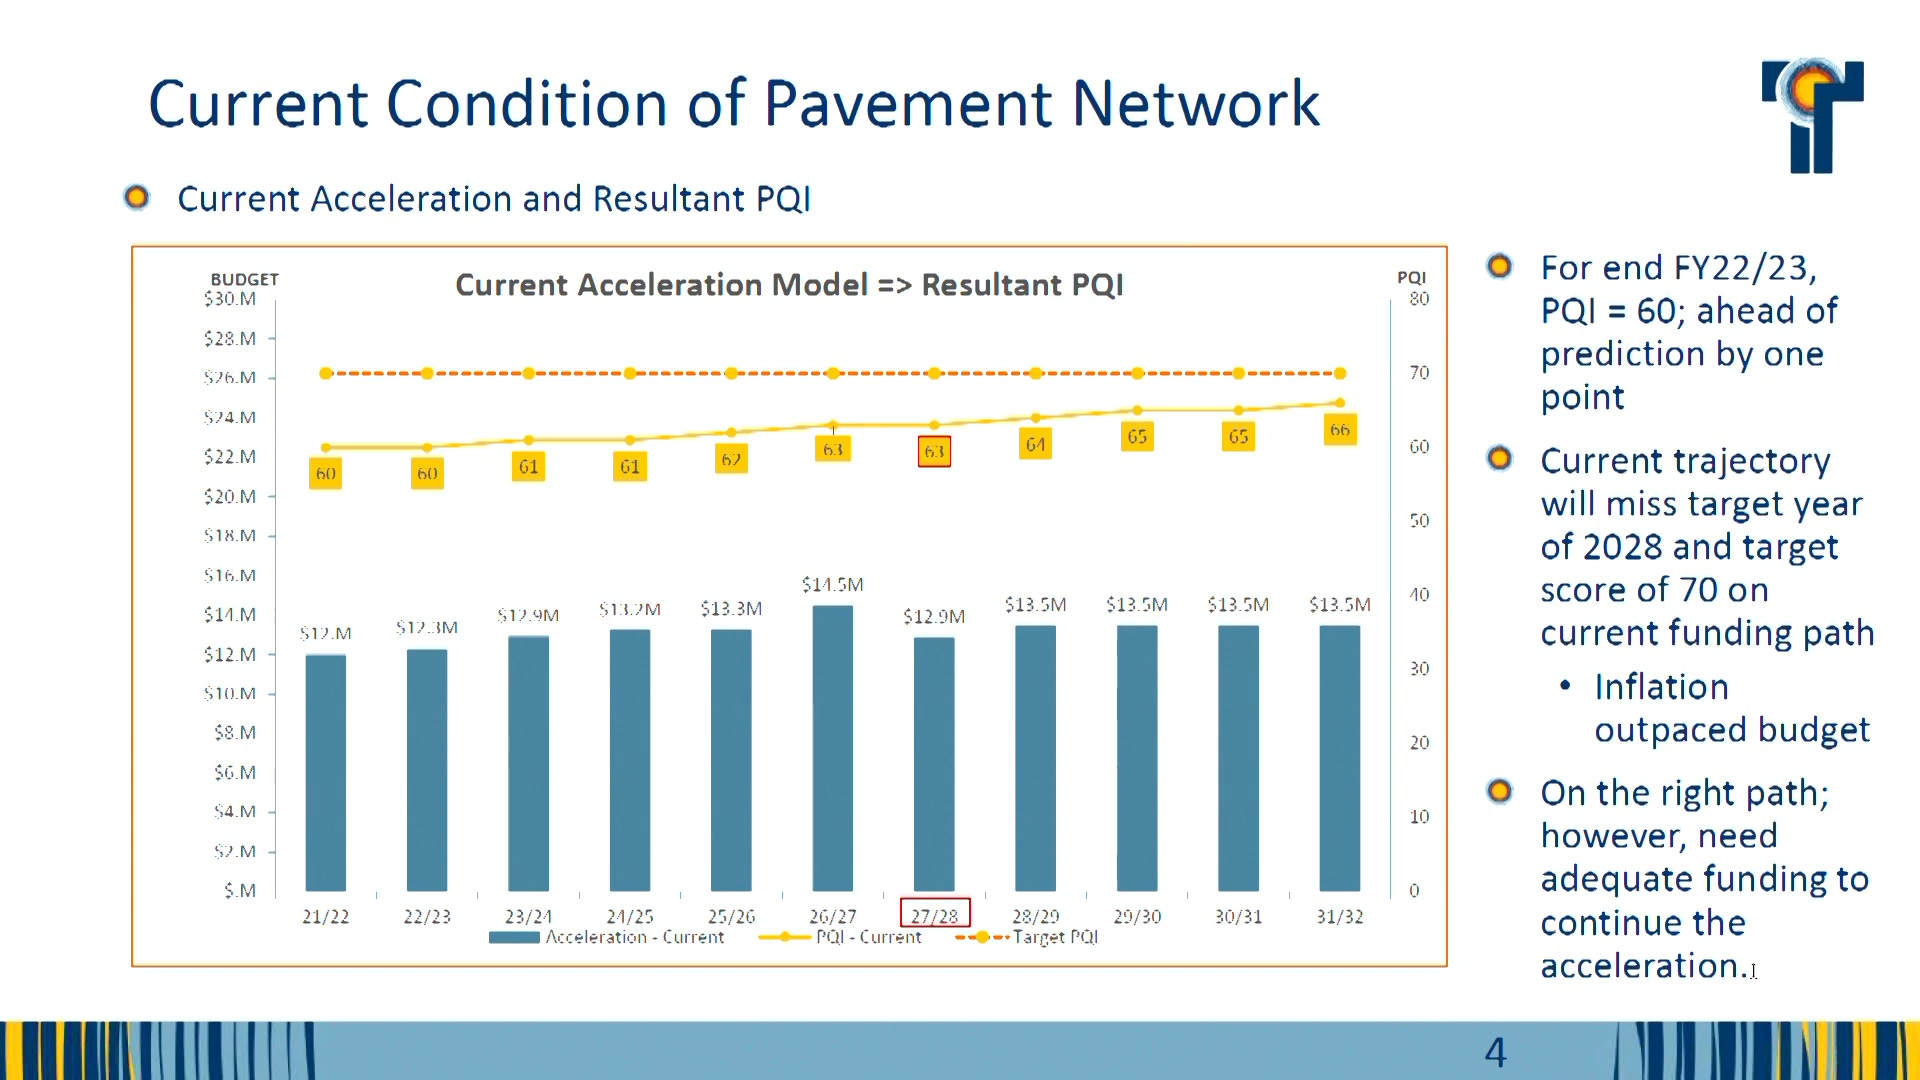 Current Condition of Pavement Network
Current Acceleration and Resultant PQI
BUDGET
Current Acceleration Model => Resultant PQI
PQI
$30.M
$28.M
$26.M
$24.M
$22.M
$20.M
$18.M
$16.M
$14.M
$12.M
$10.M
$8.M
$6.M
$4.M
$2.M
$.M
80
70
60
50
40
30
20
10
0
60 60 61 61 62 63 63 64 65 65 66
$12.M $12.3M $12.9M $13.2M $13.3M $14.5M $12.9M $13.5M $13.5M $13.5M $13.5M
21/22 22/23 23/24 24/25 25/26 26/27 27/28 28/29 29/30 30/31 31/32
Acceleration - Current PQI - Current Target PQI
For end FY22/23,
PQI = 60; ahead of
prediction by one
point
Current trajectory
will miss target year
of 2028 and target
score of 70 on
current funding path
• Inflation
outpaced budget
On the right path;
however, need
adequate funding to
continue the
acceleration.
4